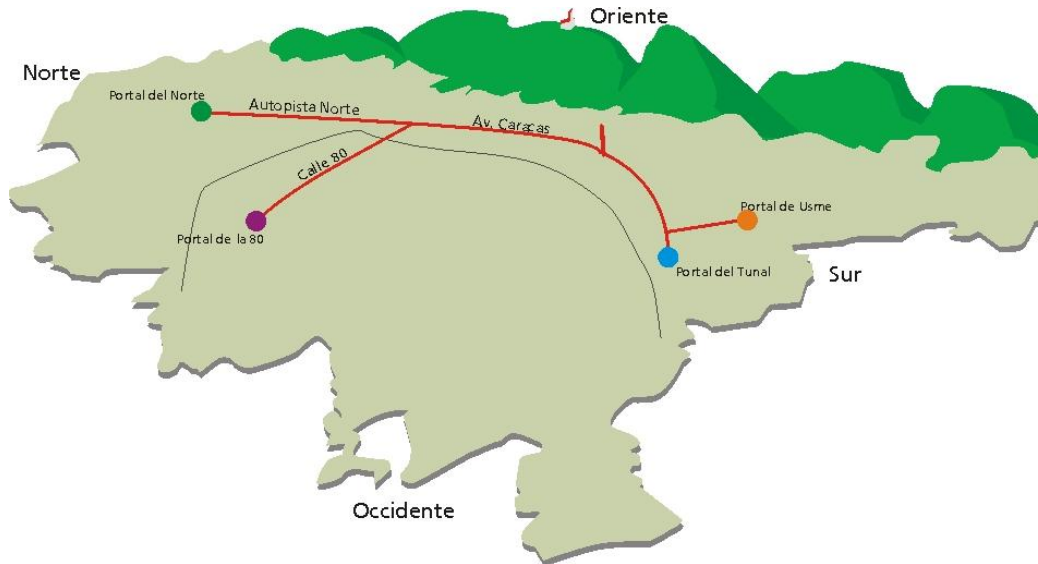 Oriente
Norte
Portal del Norte
Autopista Norte
Av. Caracas
Calle 80
Portal de la 80
Portal de Usme
Portal del Tunal
Sur
Occidente